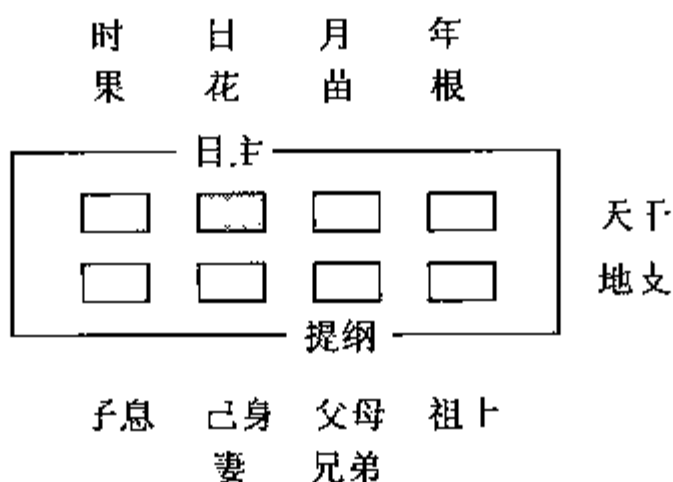 时 日 月 年
果 花 苗 根
日主
天干
地支
提纲
子息 己身 父母 祖上
妻 兄弟